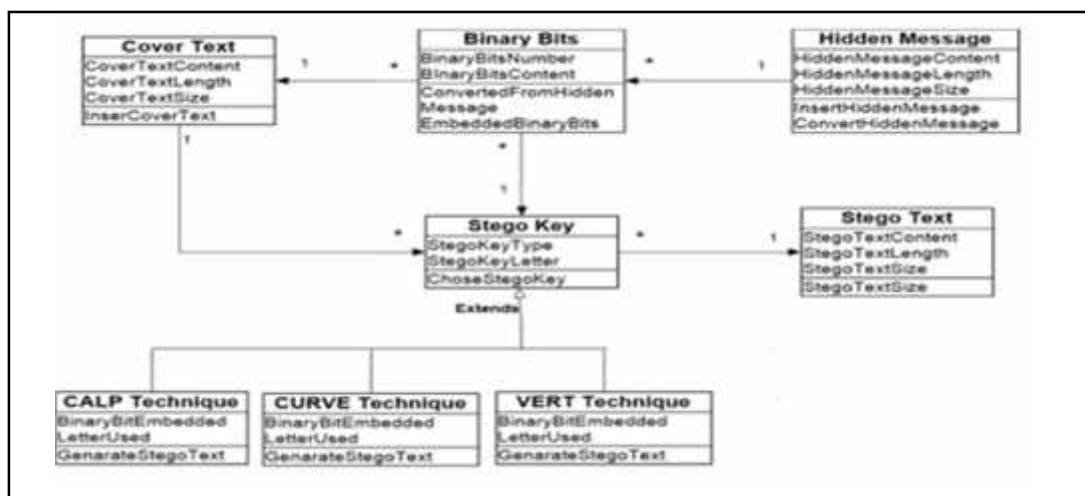 Cover Text
CoverTextContent
CoverTextLength
CoverTextSize
InserCoverText
1
*
Binary Bits
BinaryBitsNumber
BInaryBitsContent
ConvertedFromHidden
Message
EmbeddedBinaryBits
*
1
Hidden Message
HiddenMessageContent
HiddenMessageLength
HiddenMessageSize
InsertHiddenMessage
ConvertHiddenMessage
1
*
1
*
Stego Key
StegoKeyType
StegoKeyLetter
ChoseStegoKey
*
1
Stego Text
StegoTextContent
StegoTextLength
StegoTextSize
StegoTextSize
Extends
CALP Technique
BinaryBitEmbedded
LetterUsed
GenarateStegoText
CURVE Technique
BinaryBitEmbedded
LetterUsed
GenarateStegoText
VERT Technique
BinaryBitEmbedded
LetterUsed
GenarateStegoText